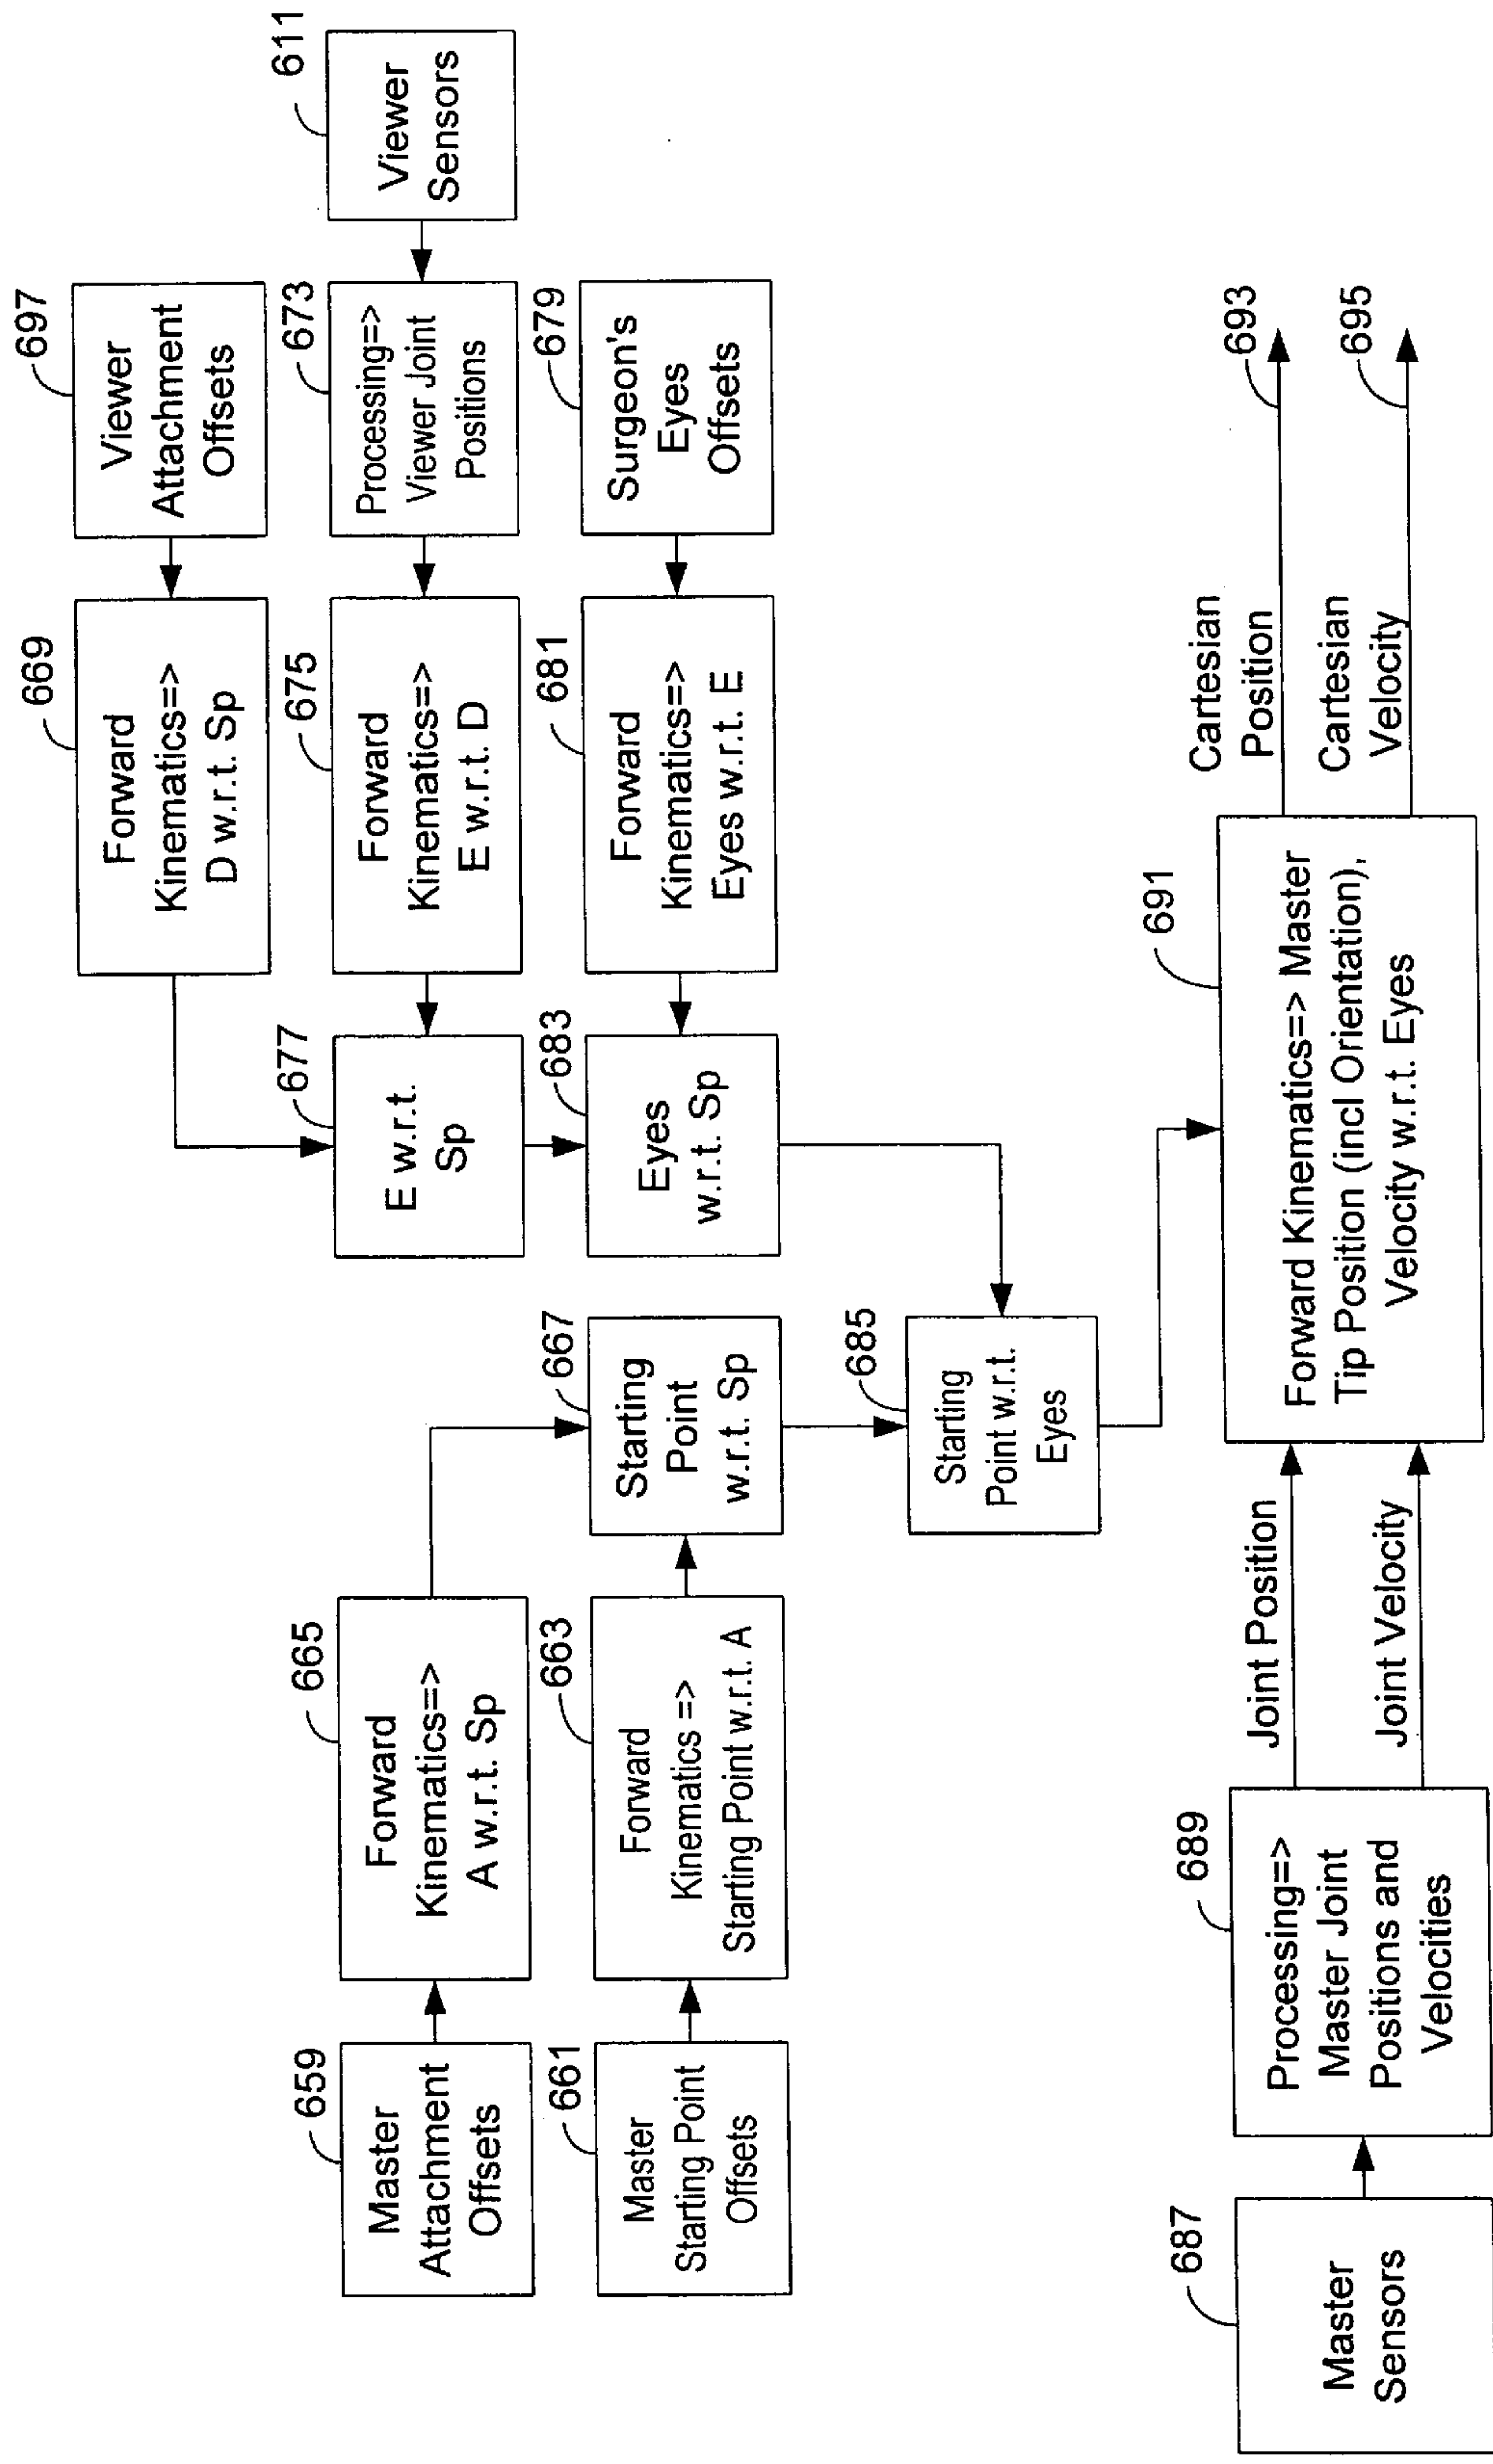 697
Viewer
Attachment
Offsets
669
Forward
Kinematics=>
D w.r.t. Sp
611
Viewer
Sensors
673
Processing=>
Viewer Joint
Positions
675
Forward
Kinematics=>
E w.r.t. D
677
E w.r.t.
Sp
679
Surgeon's
Eyes
Offsets
681
Forward
Kinematics=>
Eyes w.r.t. E
683
Eyes
w.r.t. Sp
659
Master
Attachment
Offsets
665
Forward
Kinematics=>
A w.r.t. Sp
661
Master
Starting Point
Offsets
663
Forward
Kinematics =>
Starting Point w.r.t. A
667
Starting
Point
w.r.t. Sp
685
Starting
Point w.r.t.
Eyes
687
Master
Sensors
689
Processing=>
Master Joint
Positions and
Velocities
Joint Position
Joint Velocity
691
Forward Kinematics=> Master
Tip Position (incl Orientation),
Velocity w.r.t. Eyes
Cartesian
Position
693
Cartesian
Velocity
695